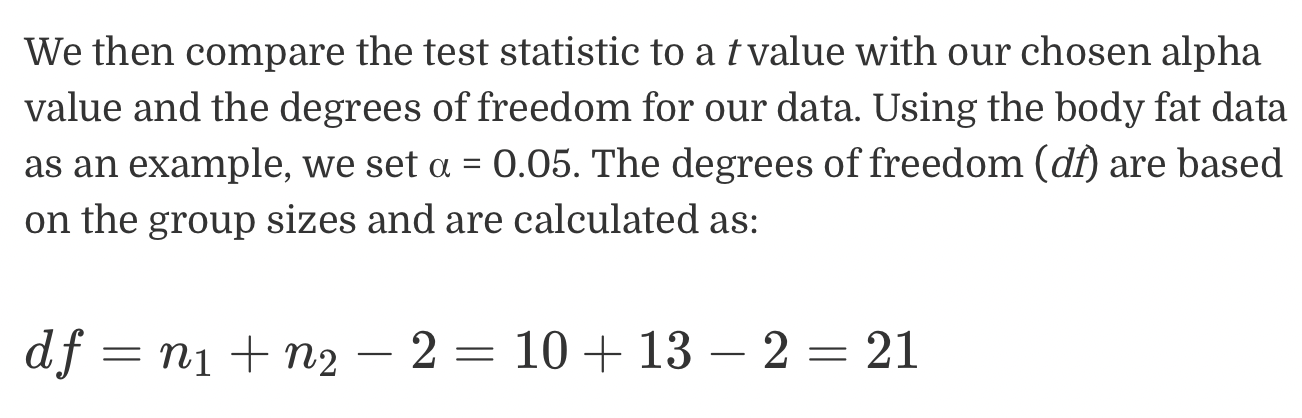 We then compare the test statistic to a t value with our chosen alpha
value and the degrees of freedom for our data. Using the body fat data
as an example, we set α = 0.05. The degrees of freedom (df) are based
on the group sizes and are calculated as:
df = n₁ + n₂ − 2 = 10 + 13 − 2 = 21